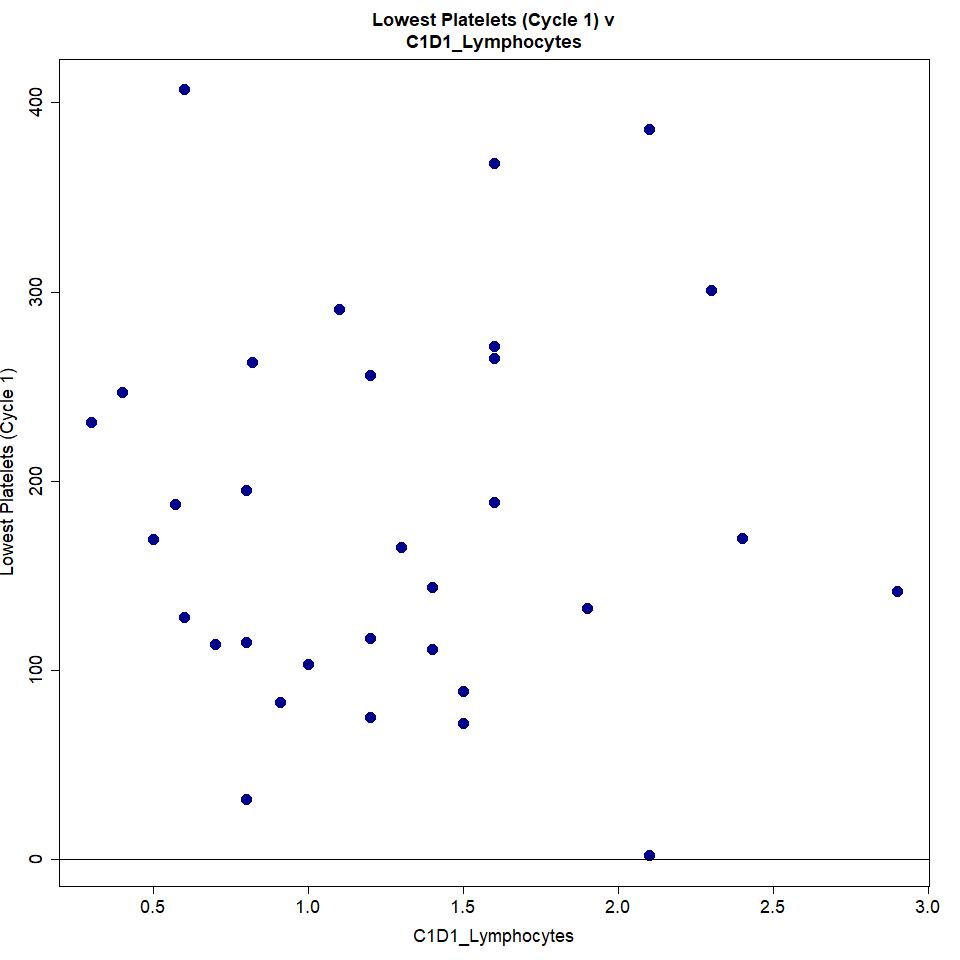 Lowest Platelets (Cycle 1) v
C1D1_Lymphocytes
400
300
200
100
0
Lowest Platelets (Cycle 1)
0.5 1.0 1.5 2.0 2.5 3.0
C1D1_Lymphocytes